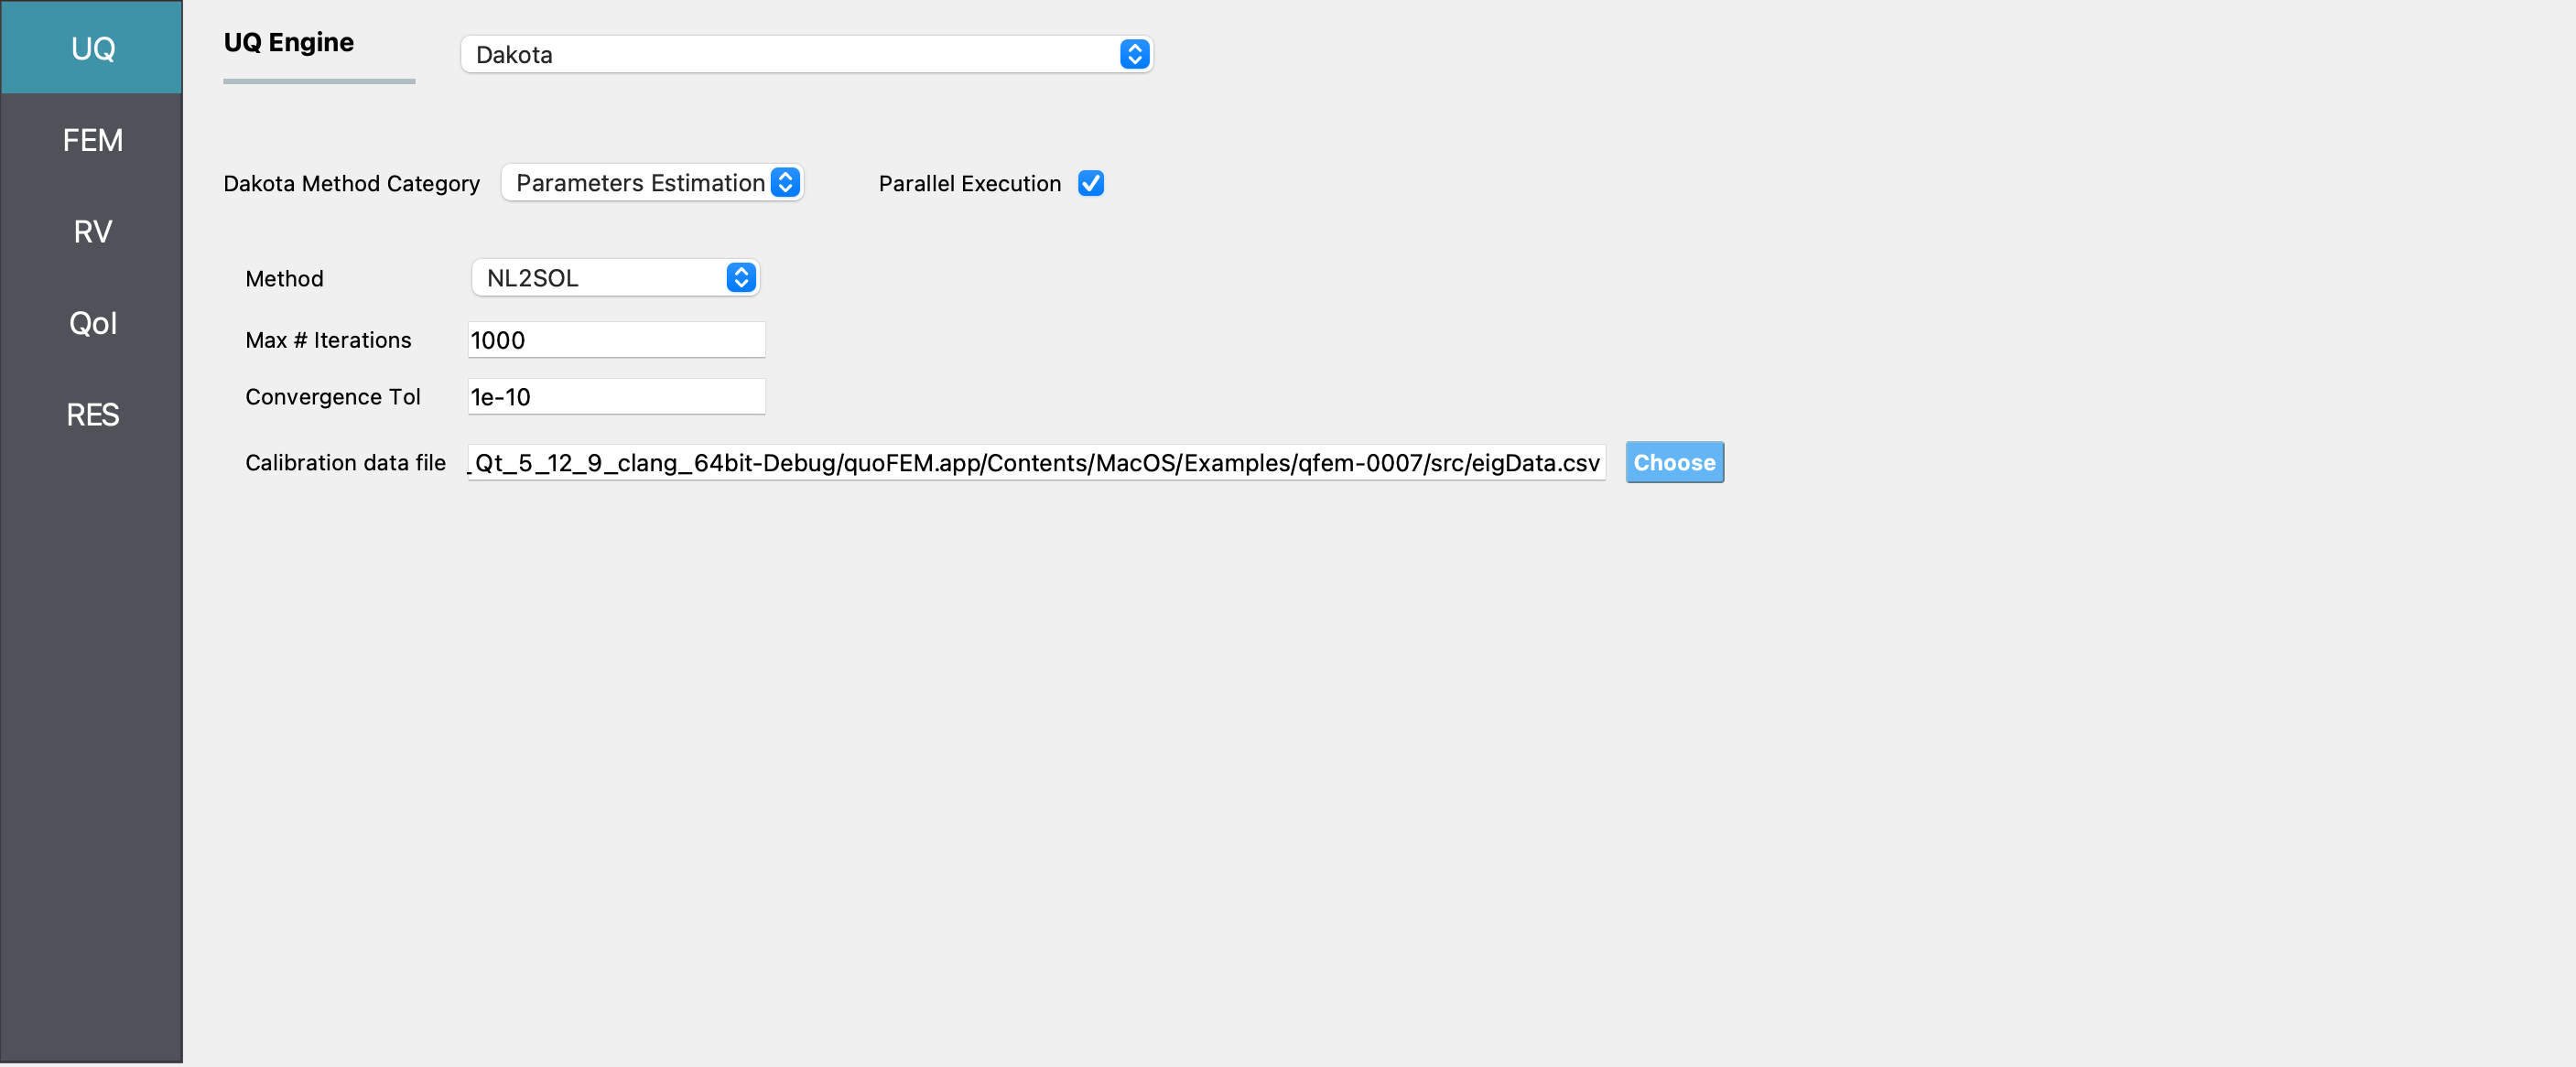 UQ
FEM
RV
QoI
RES
UQ Engine
Dakota
Dakota Method Category
Parameters Estimation
Parallel Execution
Method
NL2SOL
Max # Iterations
1000
Convergence Tol
1e-10
Calibration data file
_Qt_5_12_9_clang_64bit-Debug/quoFEM.app/Contents/MacOS/Examples/qfem-0007/src/eigData.csv
Choose